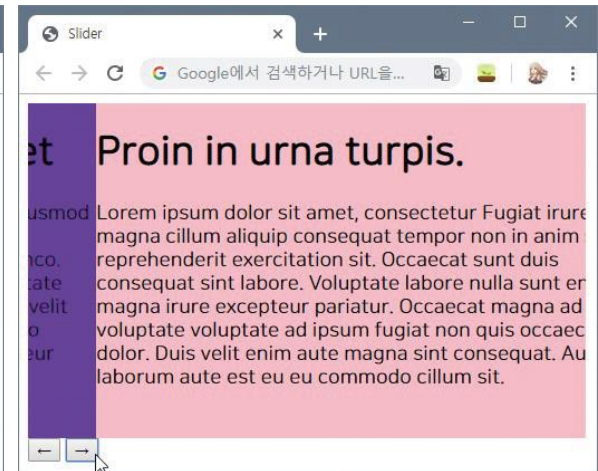 Slider
Google에서 검색하거나 URL을...
et
Proin in urna turpis.
usmod
Lorem ipsum dolor sit amet, consectetur Fugiat irure
magna cillum aliquip consequat tempor non in anim
nco.
reprehenderit exercitation sit. Occaecat sunt duis
tate
consequat sint labore. Voluptate labore nulla sunt
velit
magna irure excepteur pariatur. Occaecat magna ad
o
voluptate voluptate ad ipsum fugiat non quis occaec
eur
dolor. Duis velit enim aute magna sint consequat. Au
laborum aute est eu eu commodo cillum sit.
← →